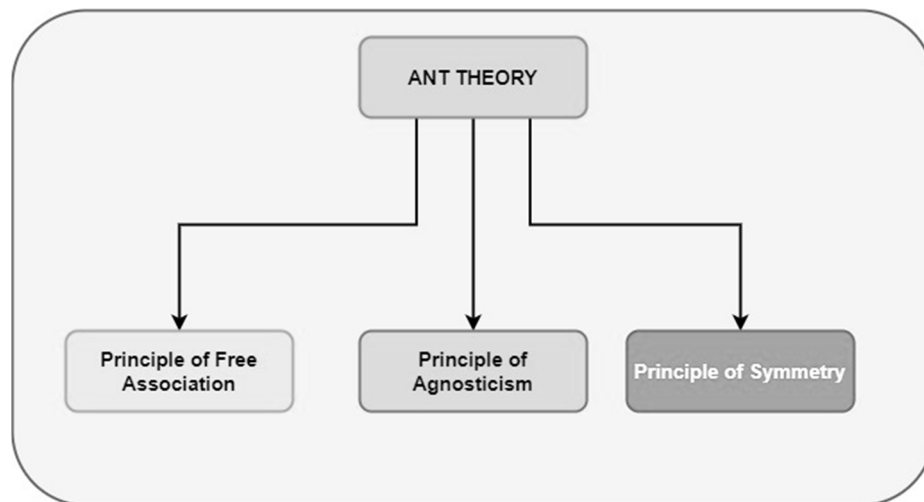 ANT THEORY
Principle of Free
Association
Principle of
Agnosticism
Principle of Symmetry